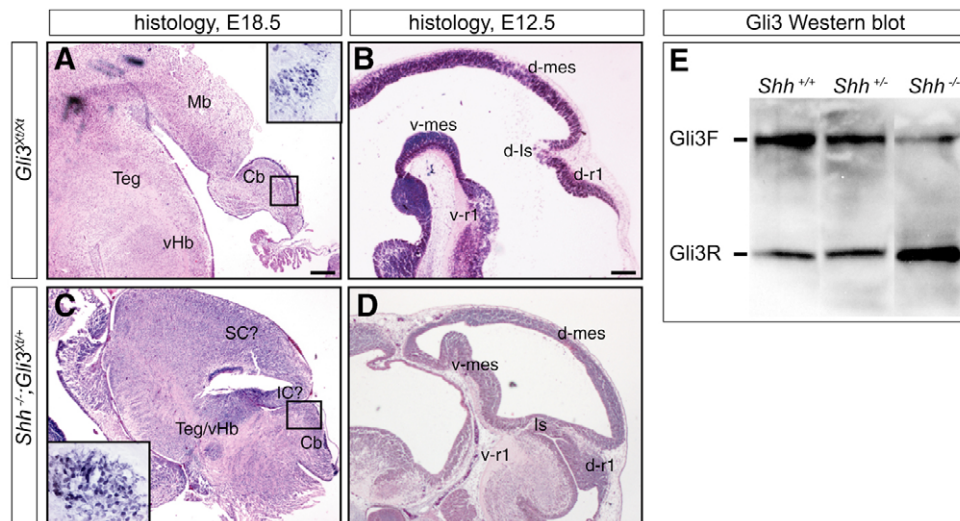 histology, E18.5
histology, E12.5
Gli3 Western blot
Gli3^Xt/Xt
A
Mb
Teg
Cb
vHb
B
d-mes
v-mes
d-Is
d-r1
v-r1
E
Shh +/+
Shh +/-
Shh -/-
Gli3F
Gli3R
Shh -/-;Gli3^Xt/+
C
SC?
IC?
Teg/vHb
Cb
D
d-mes
v-mes
Is
v-r1
d-r1